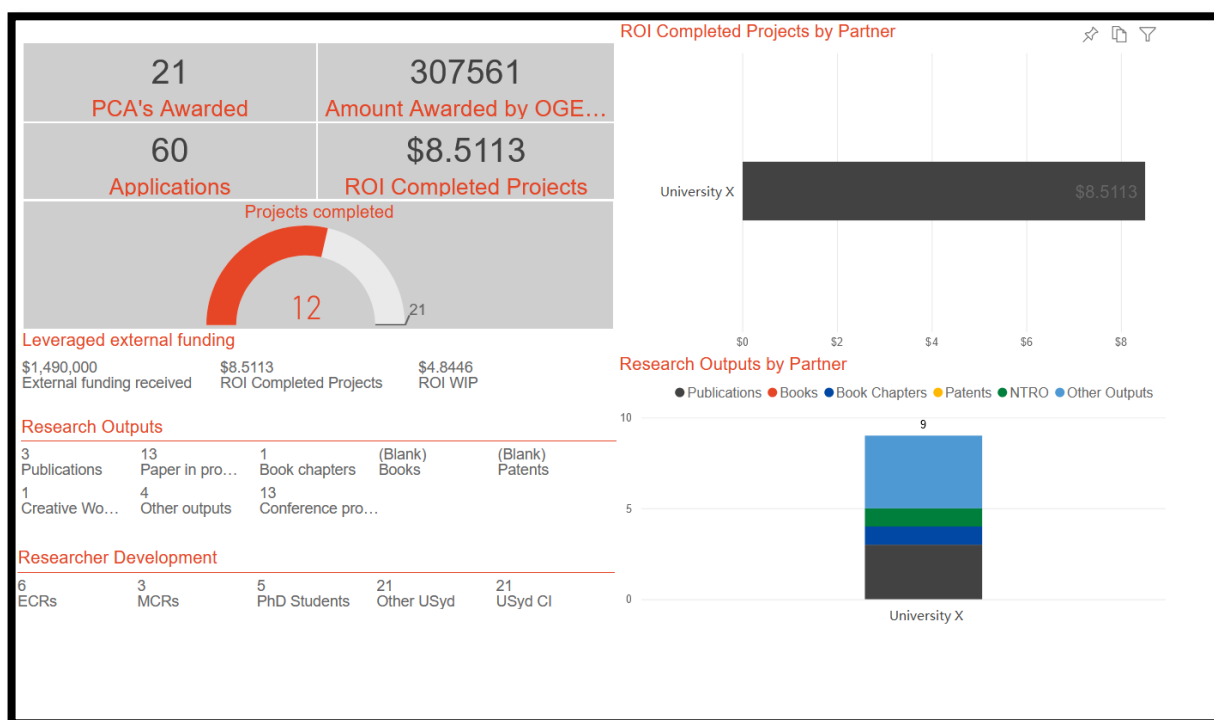 21
PCA's Awarded
307561
Amount Awarded by OGE…
60
Applications
$8.5113
ROI Completed Projects
Projects completed
12
21
Leveraged external funding
$1,490,000
External funding received
$8.5113
ROI Completed Projects
$4.8446
ROI WIP
Research Outputs
3
Publications
13
Paper in pro…
1
Book chapters
(Blank)
Books
(Blank)
Patents
1
Creative Wo…
4
Other outputs
13
Conference pro…
Researcher Development
6
ECRs
3
MCRs
5
PhD Students
21
Other USyd
21
USyd CI
ROI Completed Projects by Partner
University X
$8.5113
$0 $2 $4 $6 $8
Research Outputs by Partner
Publications Books Book Chapters Patents NTRO Other Outputs
10
9
5
0
University X